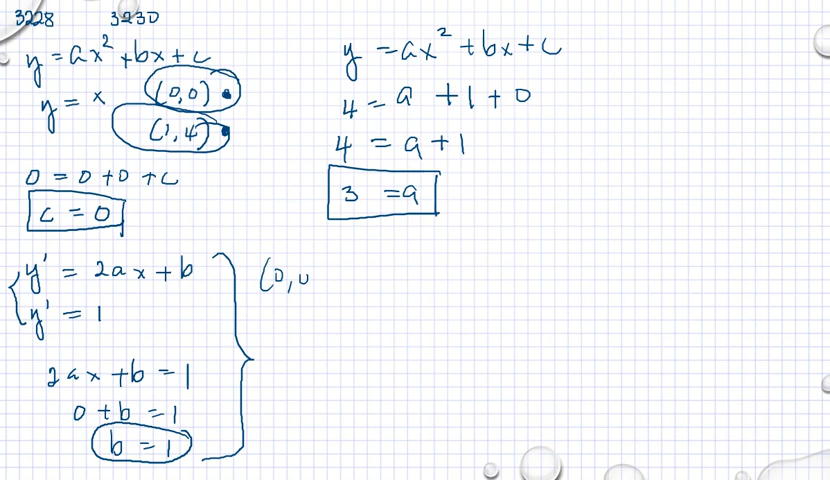 3228 3230
y = ax² + bx + c
y = x (0,0)
(1,4)
0 = 0 + 0 + c
c = 0
y' = 2ax + b
y' = 1
(0,0
2ax + b = 1
0 + b = 1
b = 1
y = ax² + bx + c
4 = a + 1 + 0
4 = a + 1
3 = a